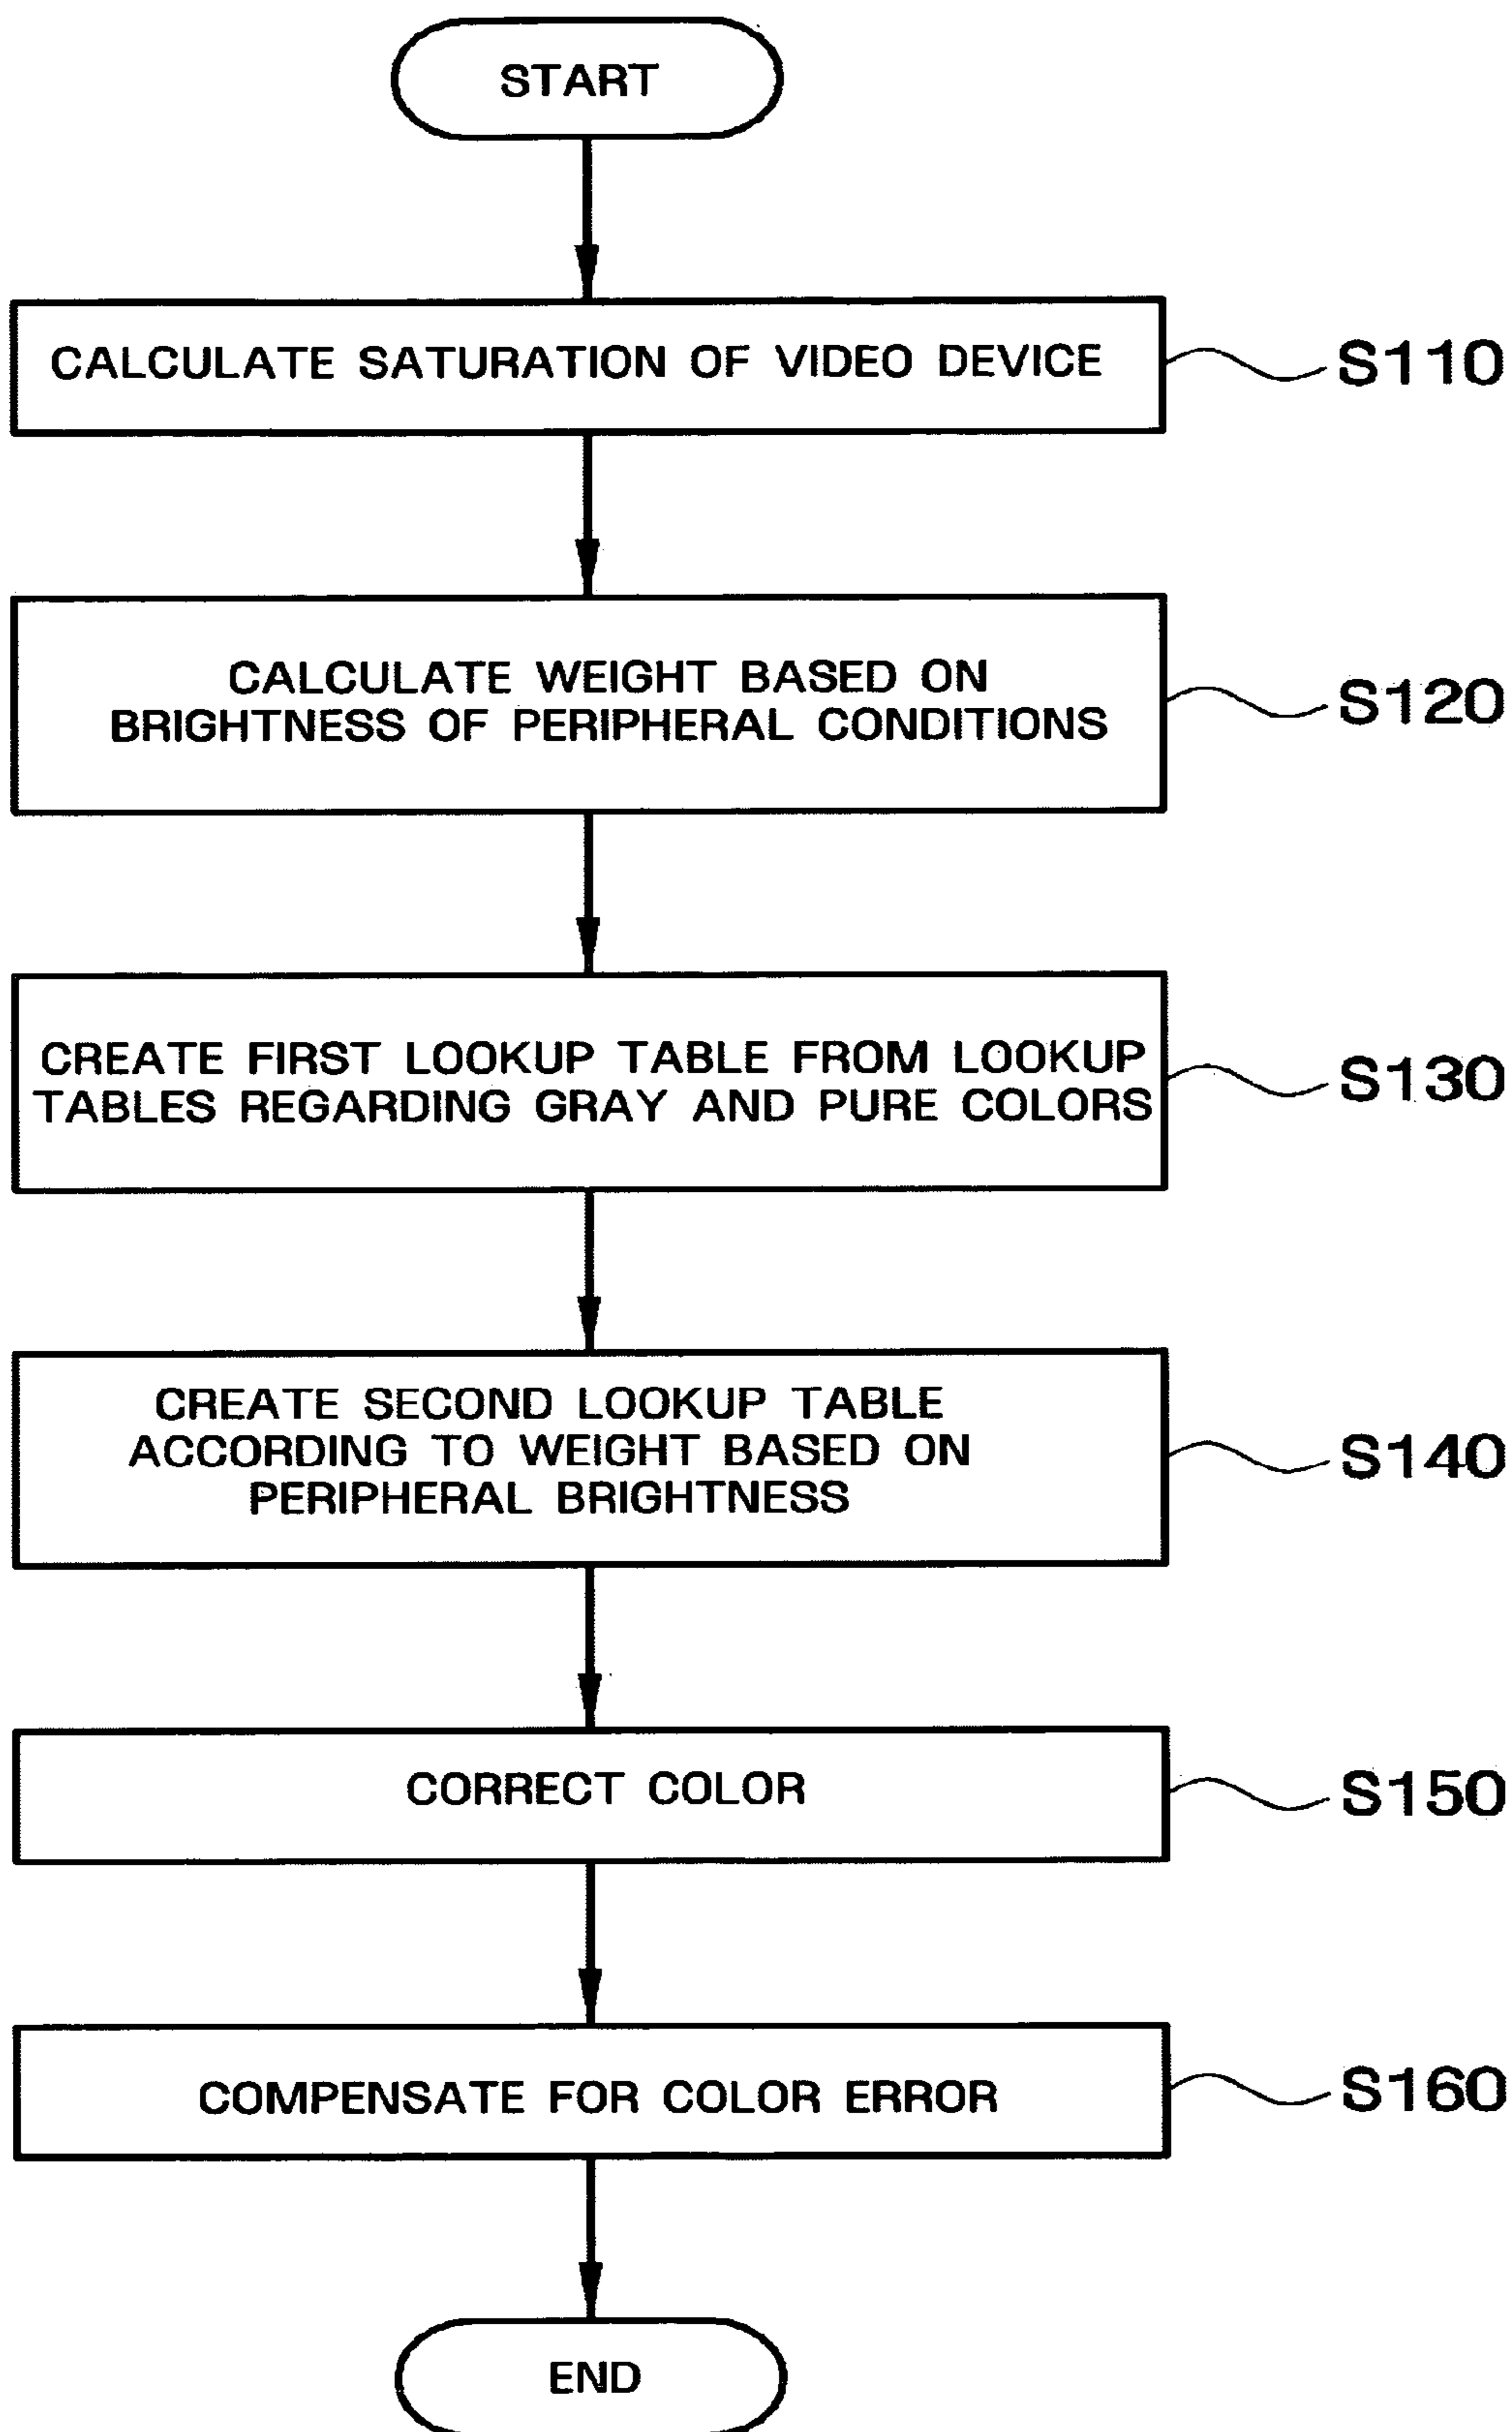 START
CALCULATE SATURATION OF VIDEO DEVICE
S110
CALCULATE WEIGHT BASED ON
BRIGHTNESS OF PERIPHERAL CONDITIONS
S120
CREATE FIRST LOOKUP TABLE FROM LOOKUP
TABLES REGARDING GRAY AND PURE COLORS
S130
CREATE SECOND LOOKUP TABLE
ACCORDING TO WEIGHT BASED ON
PERIPHERAL BRIGHTNESS
S140
CORRECT COLOR
S150
COMPENSATE FOR COLOR ERROR
S160
END